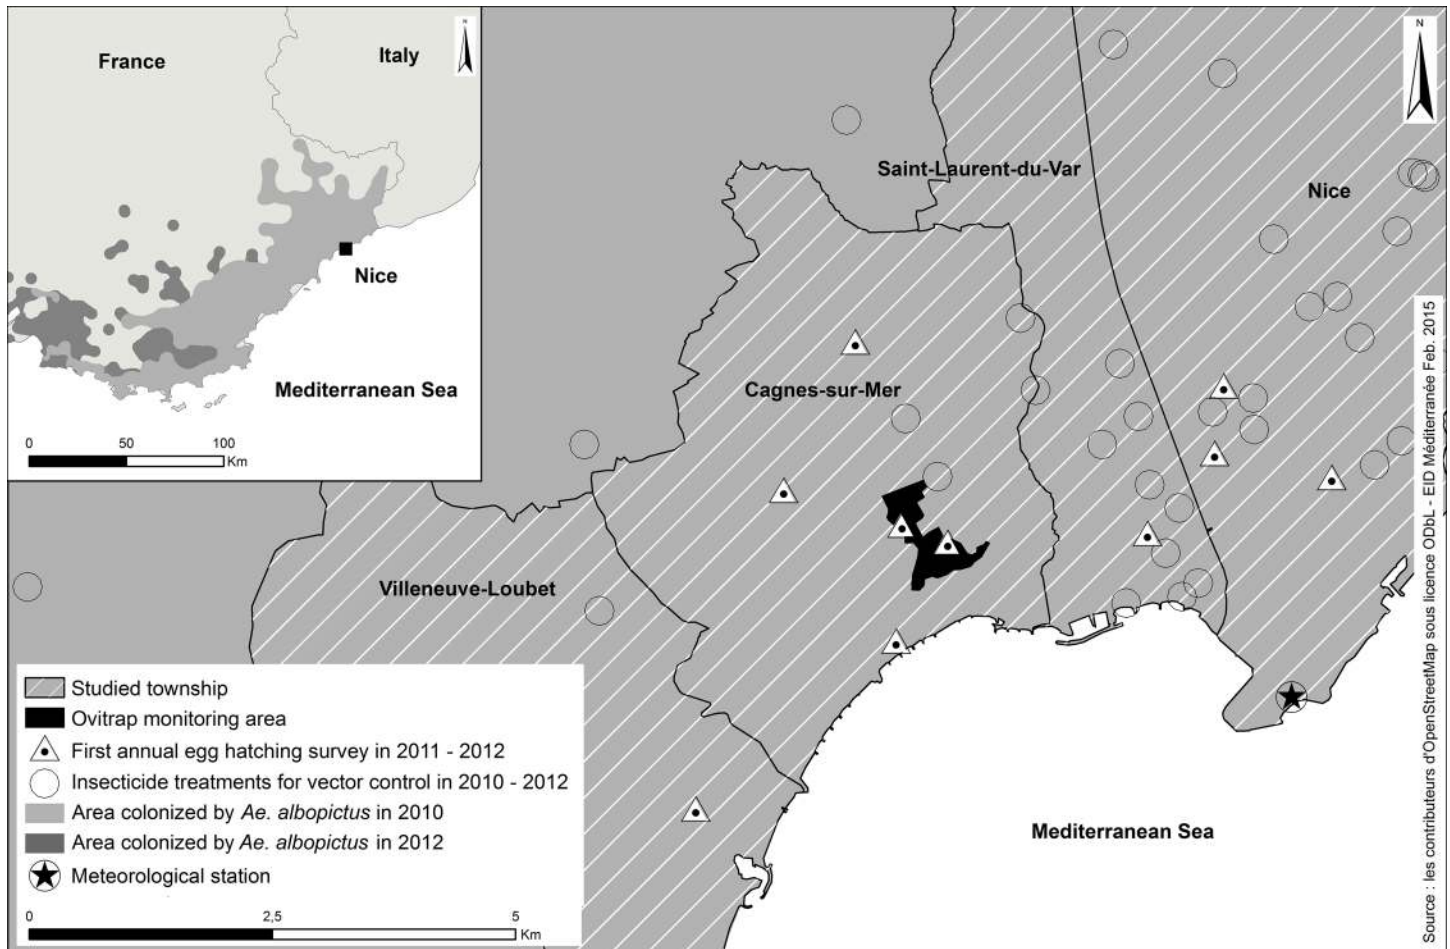 France
Italy
N
Nice
Mediterranean Sea
0 50 100
Km
N
Saint-Laurent-du-Var
Nice
Cagnes-sur-Mer
Villeneuve-Loubet
Mediterranean Sea
Studied township
Ovitrap monitoring area
First annual egg hatching survey in 2011 - 2012
Insecticide treatments for vector control in 2010 - 2012
Area colonized by Ae. albopictus in 2010
Area colonized by Ae. albopictus in 2012
Meteorological station
0 2,5 5
Km
Source : les contributeurs d'OpenStreetMap sous licence ODbL - EID Méditerranée Feb. 2015